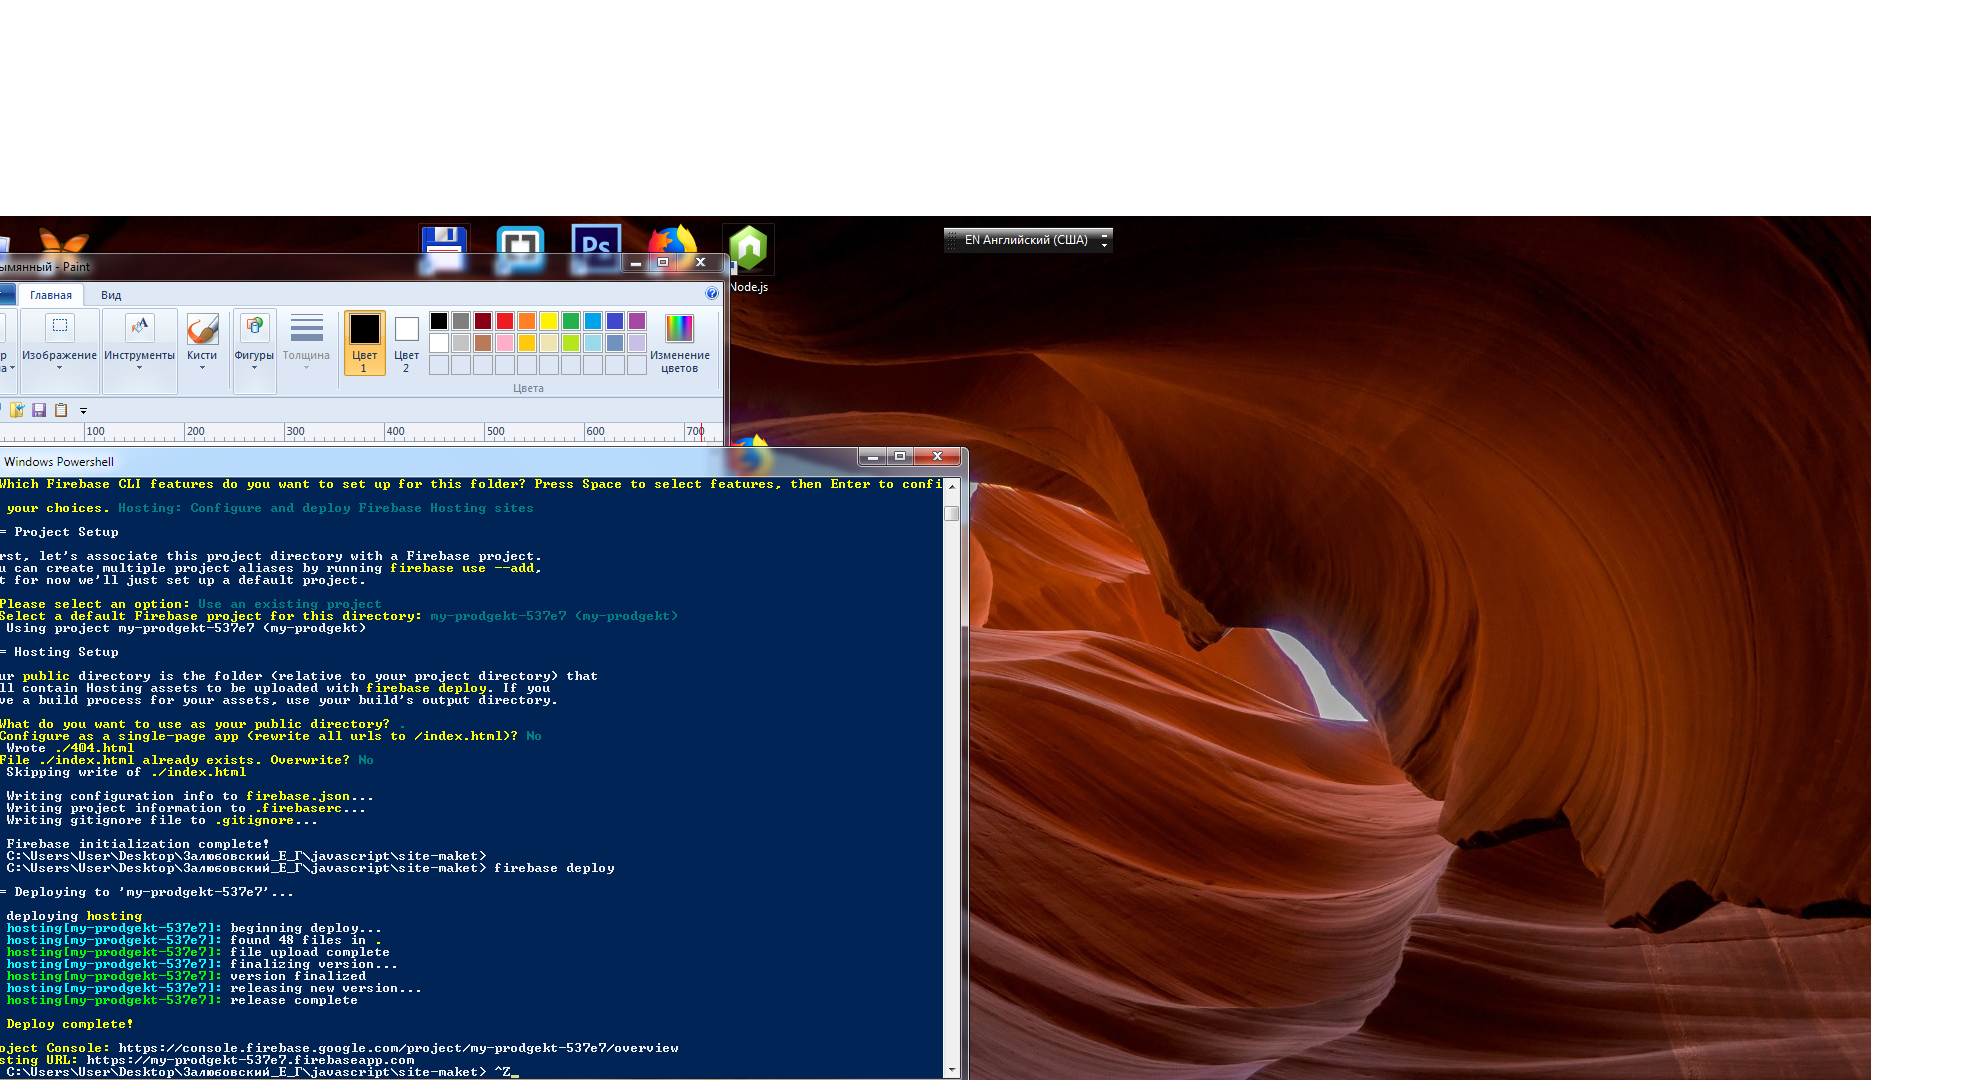 Ps
EN Английский (США)
ымянный - Paint
Node.js
Главная
Вид
Изображение
Инструменты
Кисти
Фигуры
Толщина
Цвет 1
Цвет 2
Изменение цветов
Цвета
100 200 300 400 500 600 700
Windows Powershell
Which Firebase CLI features do you want to set up for this folder? Press Space to select features, then Enter to confi
your choices. Hosting: Configure and deploy Firebase Hosting sites
= Project Setup
rst, let's associate this project directory with a Firebase project.
u can create multiple project aliases by running firebase use --add,
t for now we'll just set up a default project.
Please select an option: Use an existing project
Select a default Firebase project for this directory: my-prodgekt-537e7 (my-prodgekt)
Using project my-prodgekt-537e7 (my-prodgekt)
= Hosting Setup
ur public directory is the folder (relative to your project directory) that
ll contain Hosting assets to be uploaded with firebase deploy. If you
ve a build process for your assets, use your build's output directory.
What do you want to use as your public directory? .
Configure as a single-page app (rewrite all urls to /index.html)? No
Wrote ./404.html
File ./index.html already exists. Overwrite? No
Skipping write of ./index.html
Writing configuration info to firebase.json...
Writing project information to .firebaserc...
Writing gitignore file to .gitignore...
Firebase initialization complete!
C:\Users\User\Desktop\Залюбовский_Е_Г\javascript\site-maket>
C:\Users\User\Desktop\Залюбовский_Е_Г\javascript\site-maket> firebase deploy
= Deploying to 'my-prodgekt-537e7'...
deploying hosting
hosting[my-prodgekt-537e7]: beginning deploy...
hosting[my-prodgekt-537e7]: found 48 files in .
hosting[my-prodgekt-537e7]: file upload complete
hosting[my-prodgekt-537e7]: finalizing version...
hosting[my-prodgekt-537e7]: version finalized
hosting[my-prodgekt-537e7]: releasing new version...
hosting[my-prodgekt-537e7]: release complete
Deploy complete!
oject Console: https://console.firebase.google.com/project/my-prodgekt-537e7/overview
sting URL: https://my-prodgekt-537e7.firebaseapp.com
C:\Users\User\Desktop\Залюбовский_Е_Г\javascript\site-maket> ^Z